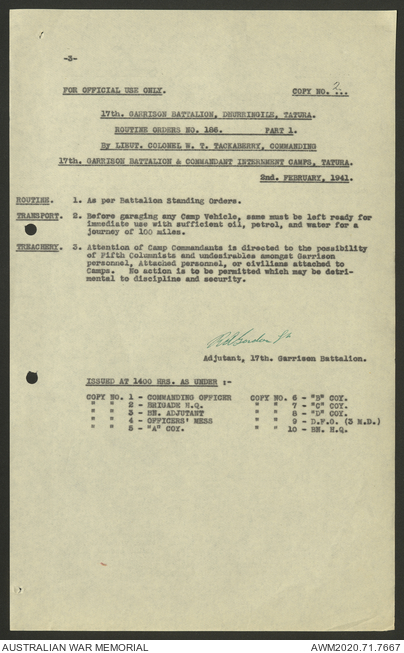 -3-
FOR OFFICIAL USE ONLY. COPY NO. 2...
17th. GARRISON BATTALION, DHURRINGILE, TATURA.
ROUTINE ORDERS NO. 186. PART 1.
By LIEUT. COLONEL W. T. TACKABERRY, COMMANDING
17th. GARRISON BATTALION & COMMANDANT INTERNMENT CAMPS, TATURA.
2nd. FEBRUARY, 1941.
ROUTINE. 1. As per Battalion Standing Orders.
TRANSPORT. 2. Before garaging any Camp Vehicle, same must be left ready for
immediate use with sufficient oil, petrol, and water for a
journey of 100 miles.
TREACHERY. 3. Attention of Camp Commandants is directed to the possibility
of Fifth Columnists and undesirables amongst Garrison
personnel, Attached personnel, or civilians attached to
Camps. No action is to be permitted which may be detri-
mental to discipline and security.
Adjutant, 17th. Garrison Battalion.
ISSUED AT 1400 HRS. AS UNDER :-
COPY NO. 1 - COMMANDING OFFICER COPY NO. 6 - "B" COY.
" " 2 - BRIGADE H.Q. " " 7 - "C" COY.
" " 3 - BN. ADJUTANT " " 8 - "D" COY.
" " 4 - OFFICERS' MESS " " 9 - D.F.O. (3 M.D.)
" " 5 - "A" COY. " " 10 - BN. H.Q.
AUSTRALIAN WAR MEMORIAL AWM2020.71.7667